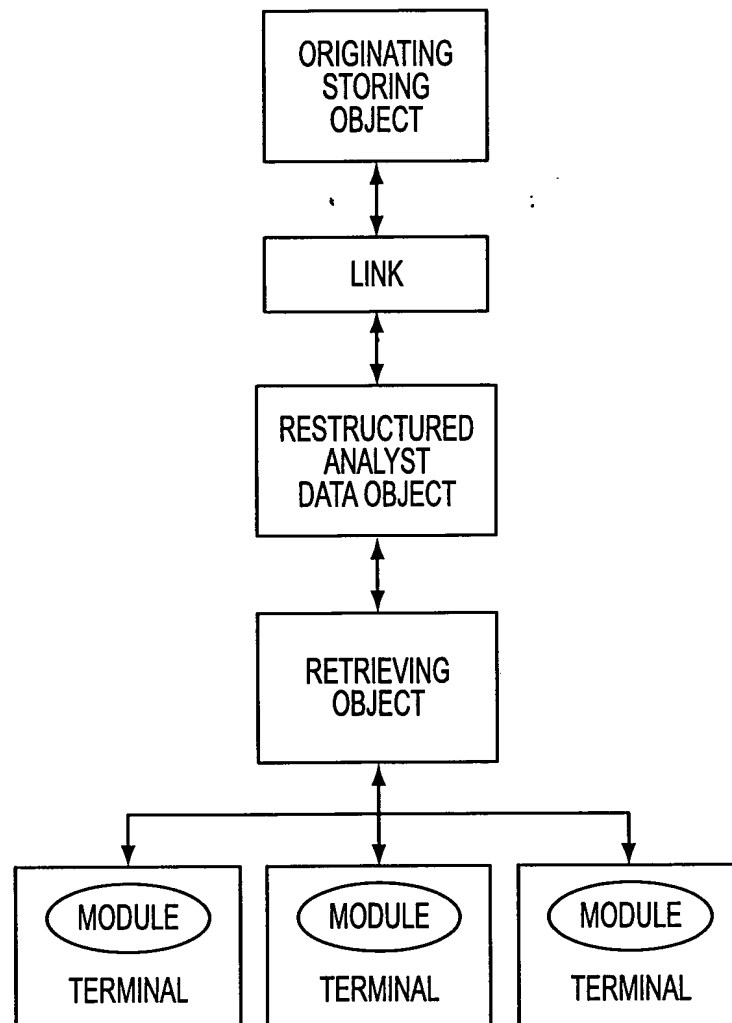 ORIGINATING
STORING
OBJECT
LINK
RESTRUCTURED
ANALYST
DATA OBJECT
RETRIEVING
OBJECT
MODULE
TERMINAL
MODULE
TERMINAL
MODULE
TERMINAL